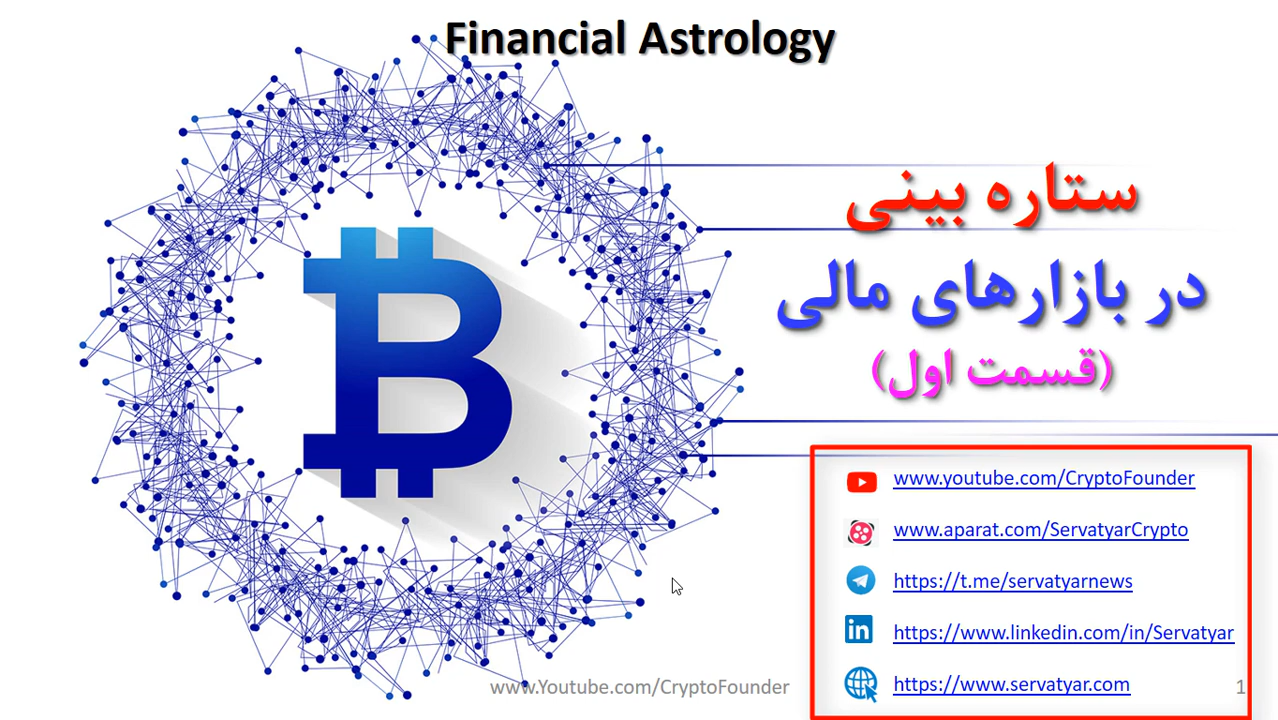 Financial Astrology
ستاره بینی
در بازارهای مالی
(قسمت اول)
www.youtube.com/CryptoFounder
www.aparat.com/ServatyarCrypto
https://t.me/servatyarnews
https://www.linkedin.com/in/Servatyar
https://www.servatyar.com
www.Youtube.com/CryptoFounder
1